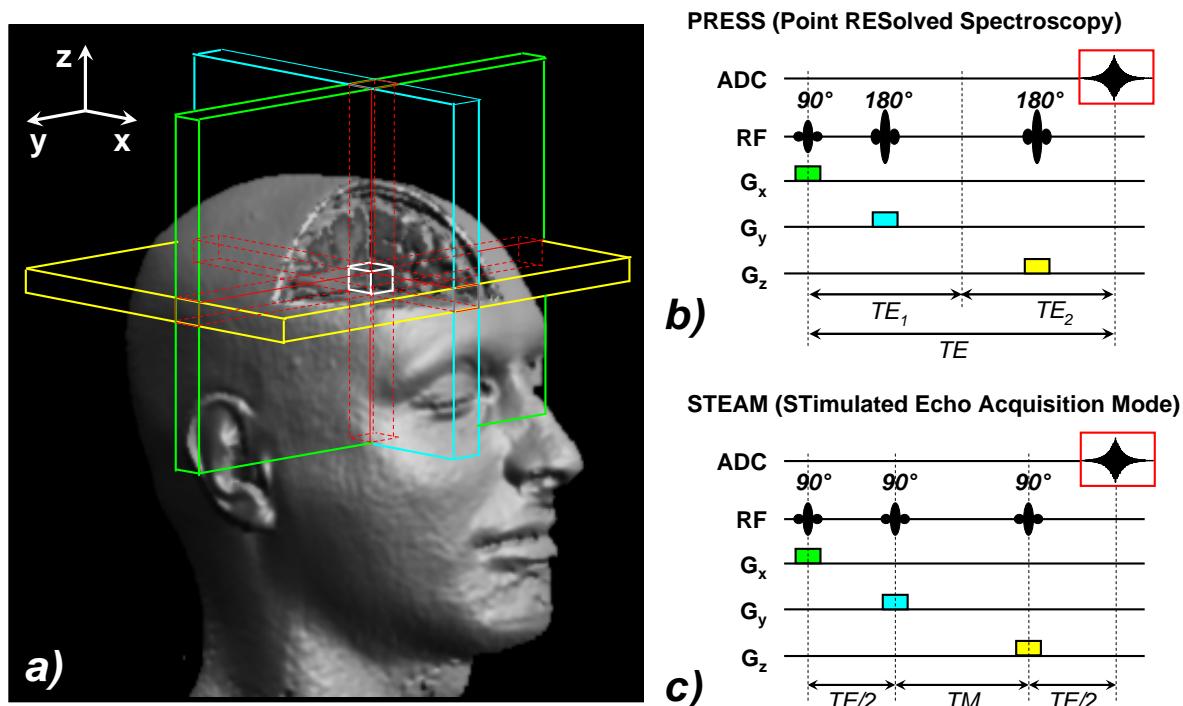 z
y
x
a)
PRESS (Point RESolved Spectroscopy)
ADC
90° 180° 180°
RF
Gx
Gy
Gz
TE1 TE2
TE
b)
STEAM (STimulated Echo Acquisition Mode)
ADC
90° 90° 90°
RF
Gx
Gy
Gz
TE/2 TM TE/2
c)